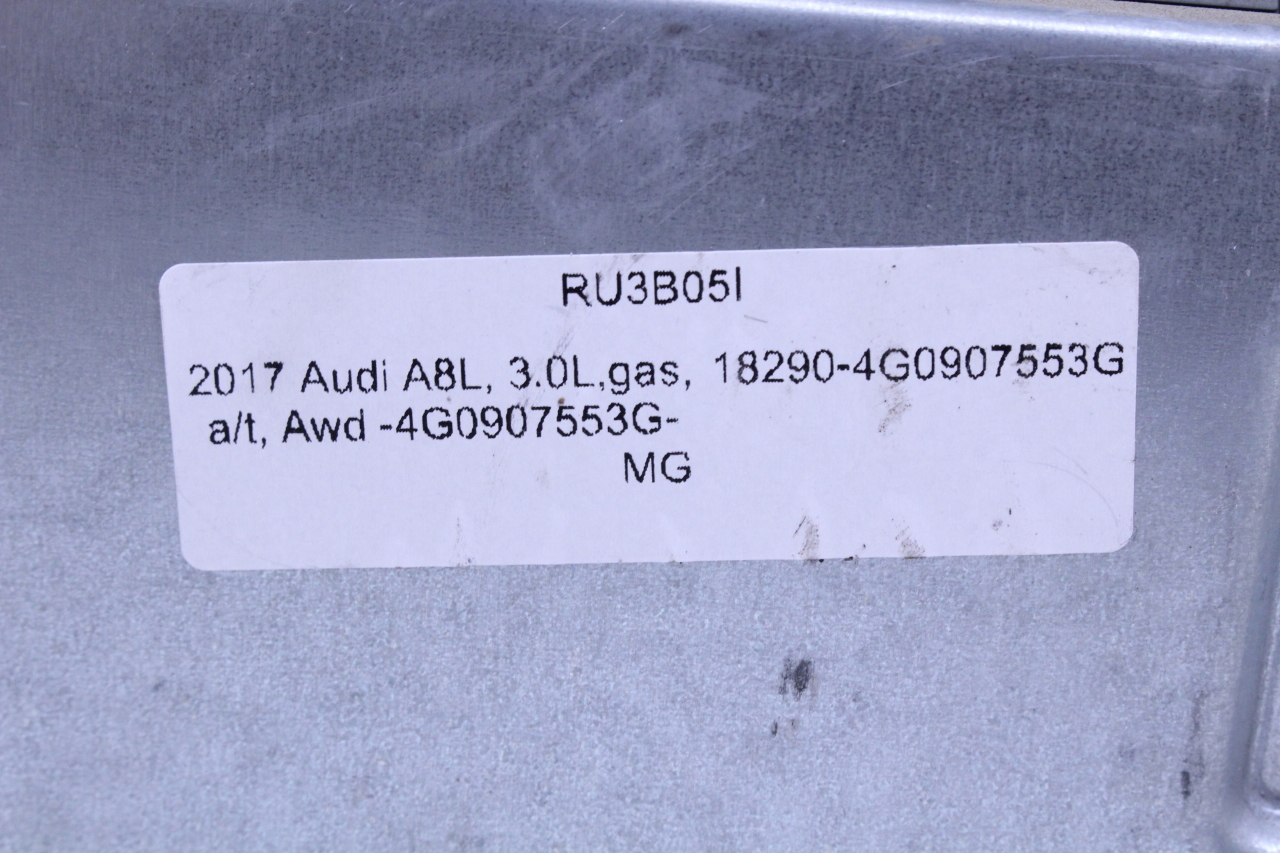 RU3B05I
2017 Audi A8L, 3.0L,gas, 18290-4G0907553G
a/t, Awd -4G0907553G-
MG